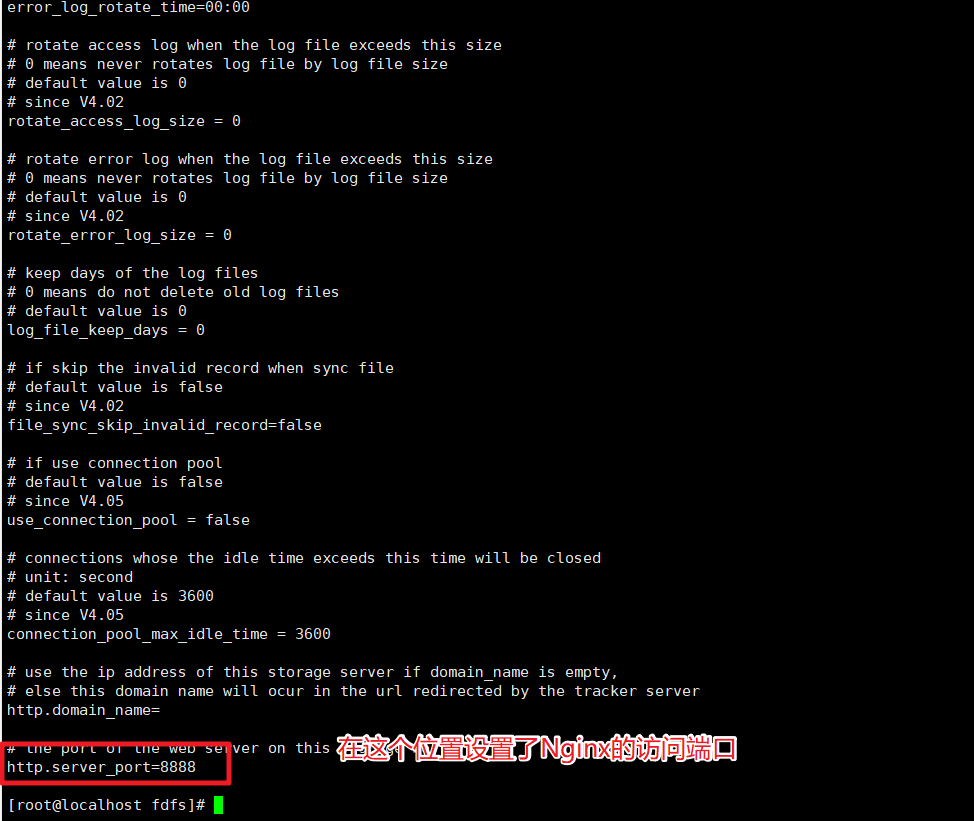 error_log_rotate_time=00:00
# rotate access log when the log file exceeds this size
# 0 means never rotates log file by log file size
# default value is 0
# since V4.02
rotate_access_log_size = 0
# rotate error log when the log file exceeds this size
# 0 means never rotates log file by log file size
# default value is 0
# since V4.02
rotate_error_log_size = 0
# keep days of the log files
# 0 means do not delete old log files
# default value is 0
log_file_keep_days = 0
# if skip the invalid record when sync file
# default value is false
# since V4.02
file_sync_skip_invalid_record=false
# if use connection pool
# default value is false
# since V4.05
use_connection_pool = false
# connections whose the idle time exceeds this time will be closed
# unit: second
# default value is 3600
# since V4.05
connection_pool_max_idle_time = 3600
# use the ip address of this storage server if domain_name is empty,
# else this domain name will ocur in the url redirected by the tracker server
http.domain_name=
# the port of the web server on this
在这个位置设置了Nginx的访问端口
http.server_port=8888
[root@localhost fdfs]#